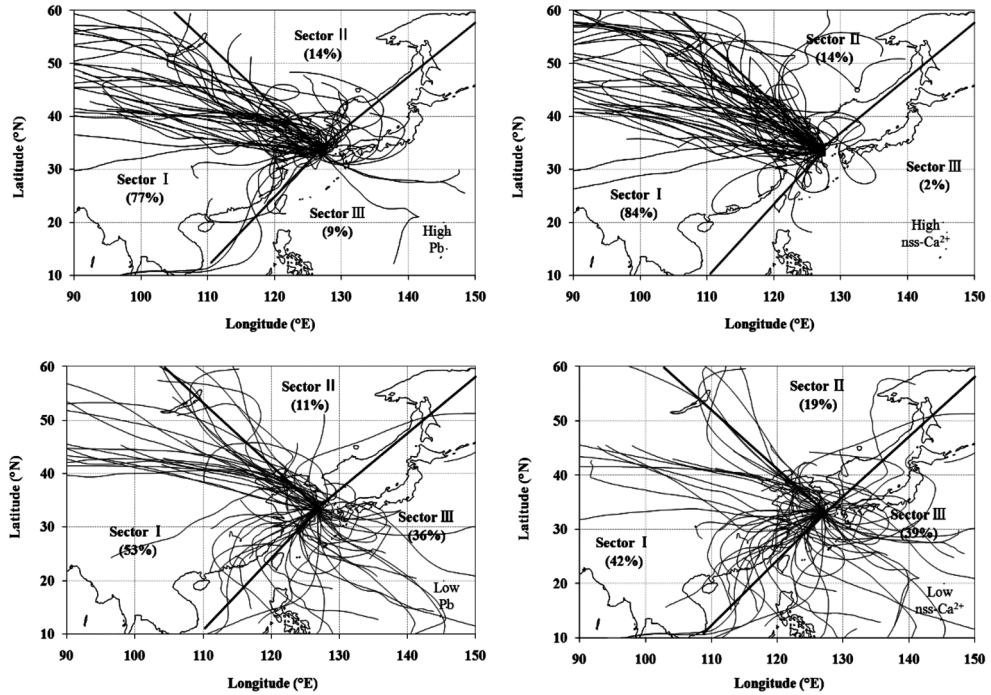 60
50
40
30
20
10
Latitude (°N)
90 100 110 120 130 140 150
Longitude (°E)
Sector Ⅱ
(14%)
Sector Ⅰ
(77%)
Sector Ⅲ
(9%)
High
Pb
60
50
40
30
20
10
Latitude (°N)
90 100 110 120 130 140 150
Longitude (°E)
Sector Ⅱ
(14%)
Sector Ⅲ
(2%)
Sector Ⅰ
(84%)
High
nss-Ca²⁺
60
50
40
30
20
10
Latitude (°N)
90 100 110 120 130 140 150
Longitude (°E)
Sector Ⅱ
(11%)
Sector Ⅲ
(36%)
Sector Ⅰ
(53%)
Low
Pb
60
50
40
30
20
10
Latitude (°N)
90 100 110 120 130 140 150
Longitude (°E)
Sector Ⅱ
(19%)
Sector Ⅲ
(39%)
Sector Ⅰ
(42%)
Low
nss-Ca²⁺